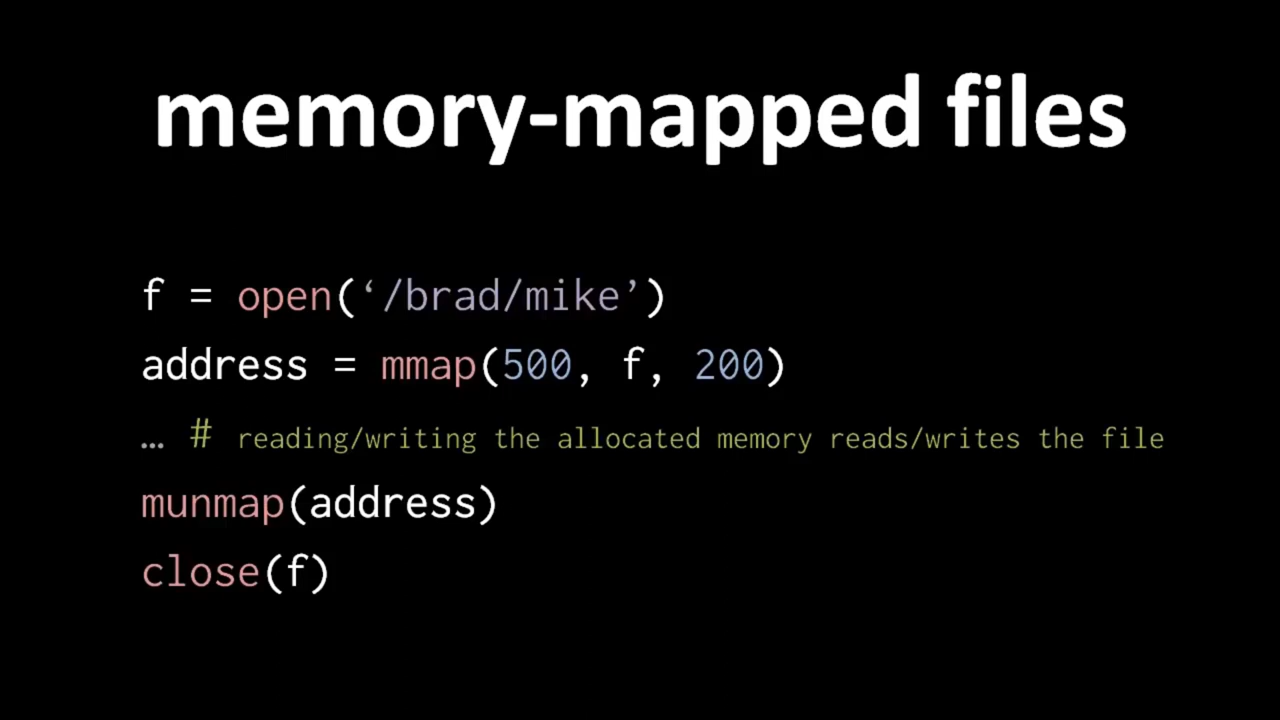 memory-mapped files
f = open(‘/brad/mike’)
address = mmap(500, f, 200)
… # reading/writing the allocated memory reads/writes the file
munmap(address)
close(f)